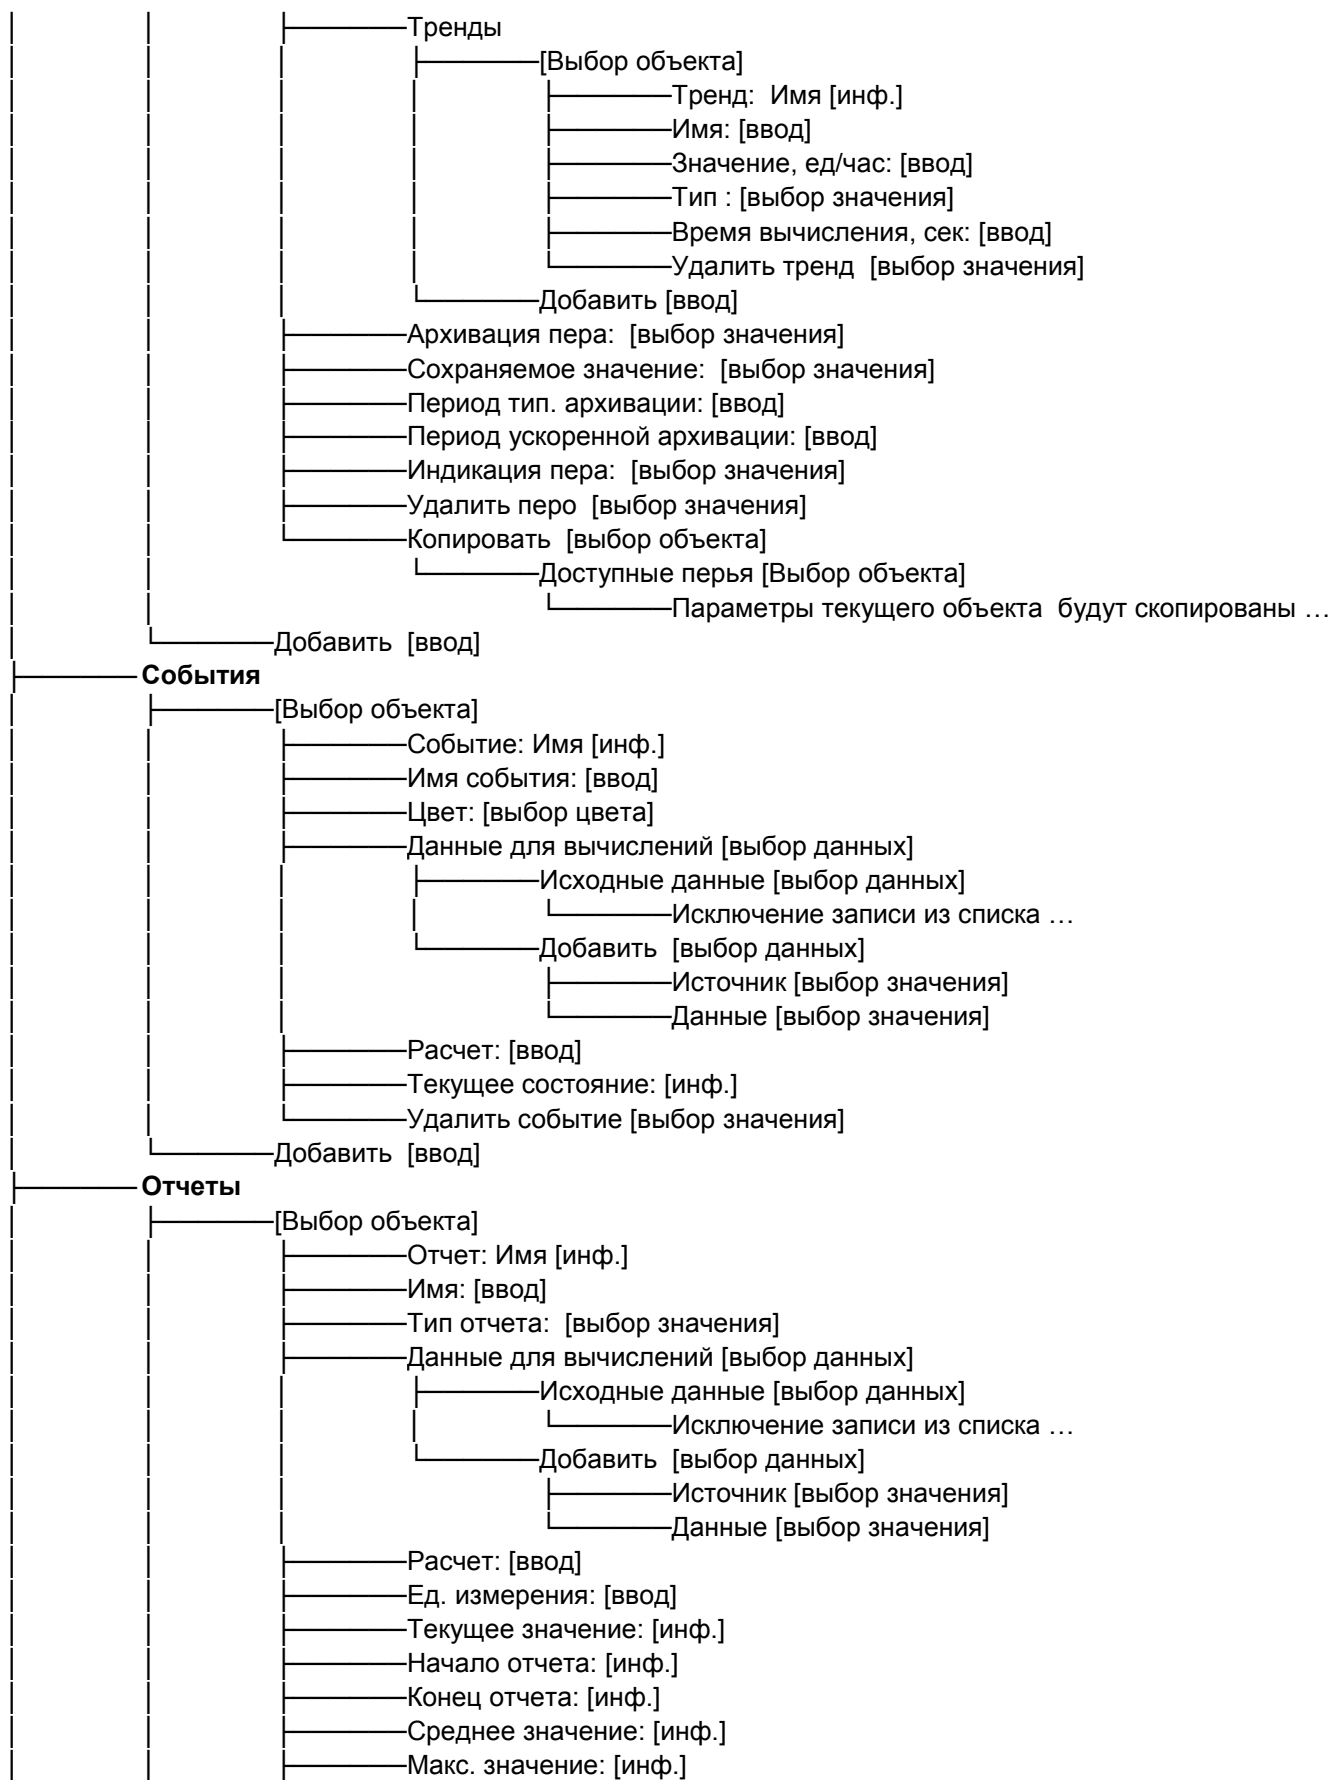 Тренды
[Выбор объекта]
Тренд:  Имя [инф.]
Имя: [ввод]
Значение, ед/час: [ввод]
Тип : [выбор значения]
Время вычисления, сек: [ввод]
Удалить тренд  [выбор значения]
Добавить [ввод]
Архивация пера:  [выбор значения]
Сохраняемое значение:  [выбор значения]
Период тип. архивации: [ввод]
Период ускоренной архивации: [ввод]
Индикация пера:  [выбор значения]
Удалить перо  [выбор значения]
Копировать  [выбор объекта]
Доступные перья [Выбор объекта]
Параметры текущего объекта  будут скопированы …
Добавить  [ввод]
События
[Выбор объекта]
Событие: Имя [инф.]
Имя события: [ввод]
Цвет: [выбор цвета]
Данные для вычислений [выбор данных]
Исходные данные [выбор данных]
Исключение записи из списка …
Добавить  [выбор данных]
Источник [выбор значения]
Данные [выбор значения]
Расчет: [ввод]
Текущее состояние: [инф.]
Удалить событие [выбор значения]
Добавить  [ввод]
Отчеты
[Выбор объекта]
Отчет: Имя [инф.]
Имя: [ввод]
Тип отчета:  [выбор значения]
Данные для вычислений [выбор данных]
Исходные данные [выбор данных]
Исключение записи из списка …
Добавить  [выбор данных]
Источник [выбор значения]
Данные [выбор значения]
Расчет: [ввод]
Ед. измерения: [ввод]
Текущее значение: [инф.]
Начало отчета: [инф.]
Конец отчета: [инф.]
Среднее значение: [инф.]
Макс. значение: [инф.]